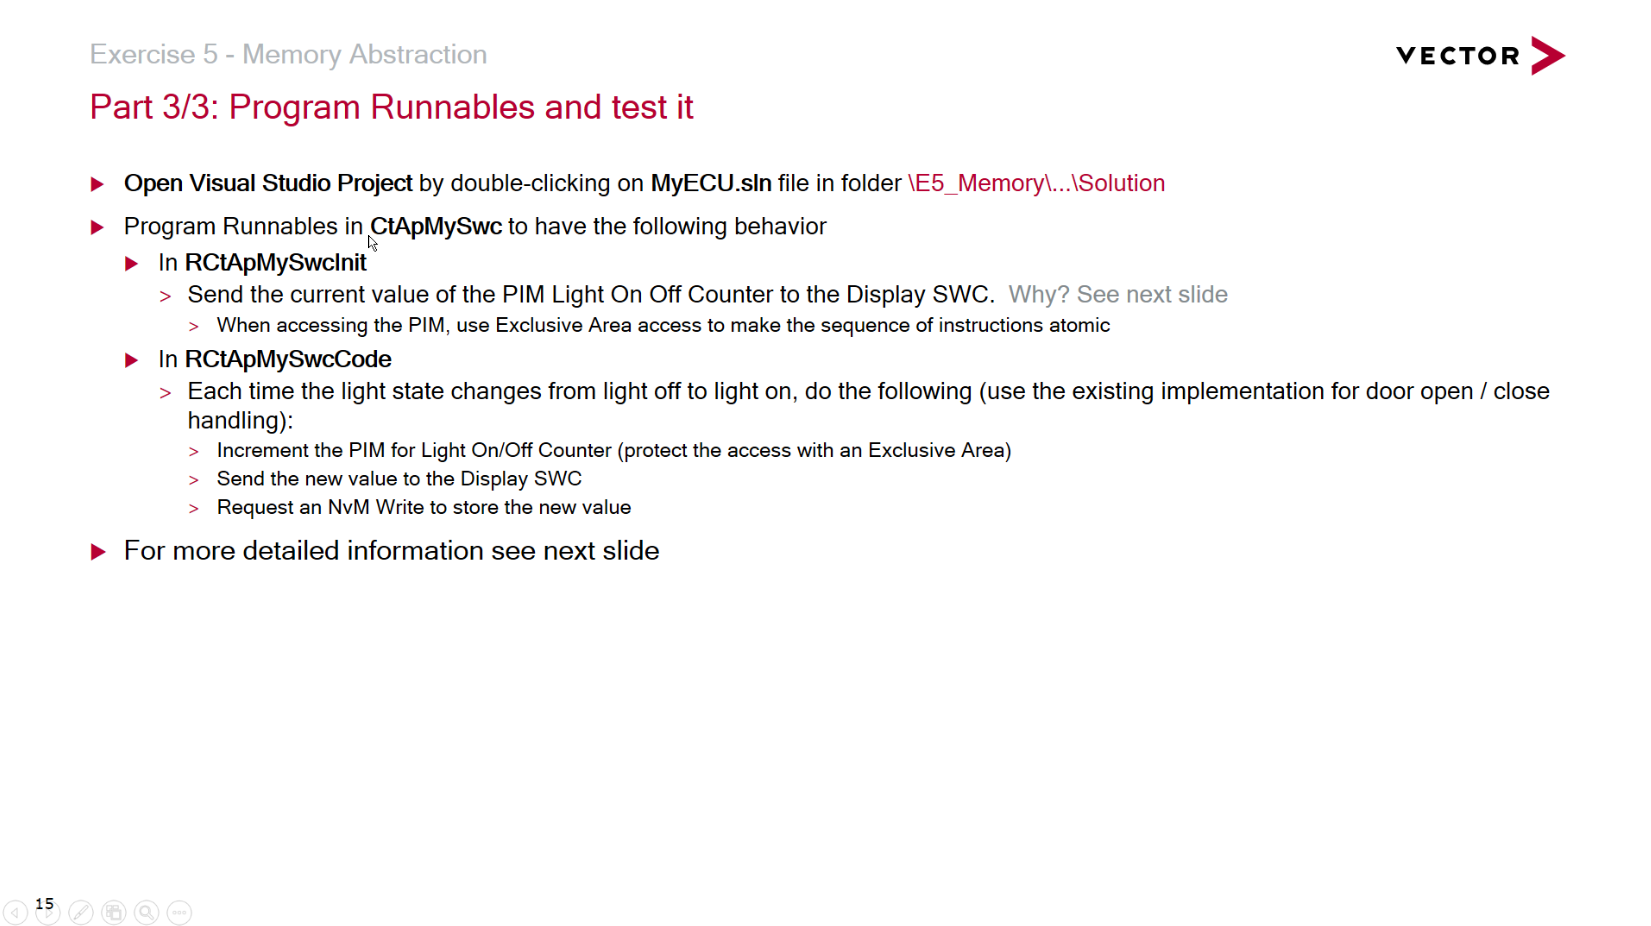 Exercise 5 - Memory Abstraction
VECTOR
Part 3/3: Program Runnables and test it
Open Visual Studio Project by double-clicking on MyECU.sln file in folder \E5_Memory\...\Solution
Program Runnables in CtApMySwc to have the following behavior
In RCtApMySwcInit
> Send the current value of the PIM Light On Off Counter to the Display SWC. Why? See next slide
> When accessing the PIM, use Exclusive Area access to make the sequence of instructions atomic
In RCtApMySwcCode
> Each time the light state changes from light off to light on, do the following (use the existing implementation for door open / close
handling):
> Increment the PIM for Light On/Off Counter (protect the access with an Exclusive Area)
> Send the new value to the Display SWC
> Request an NvM Write to store the new value
For more detailed information see next slide
15